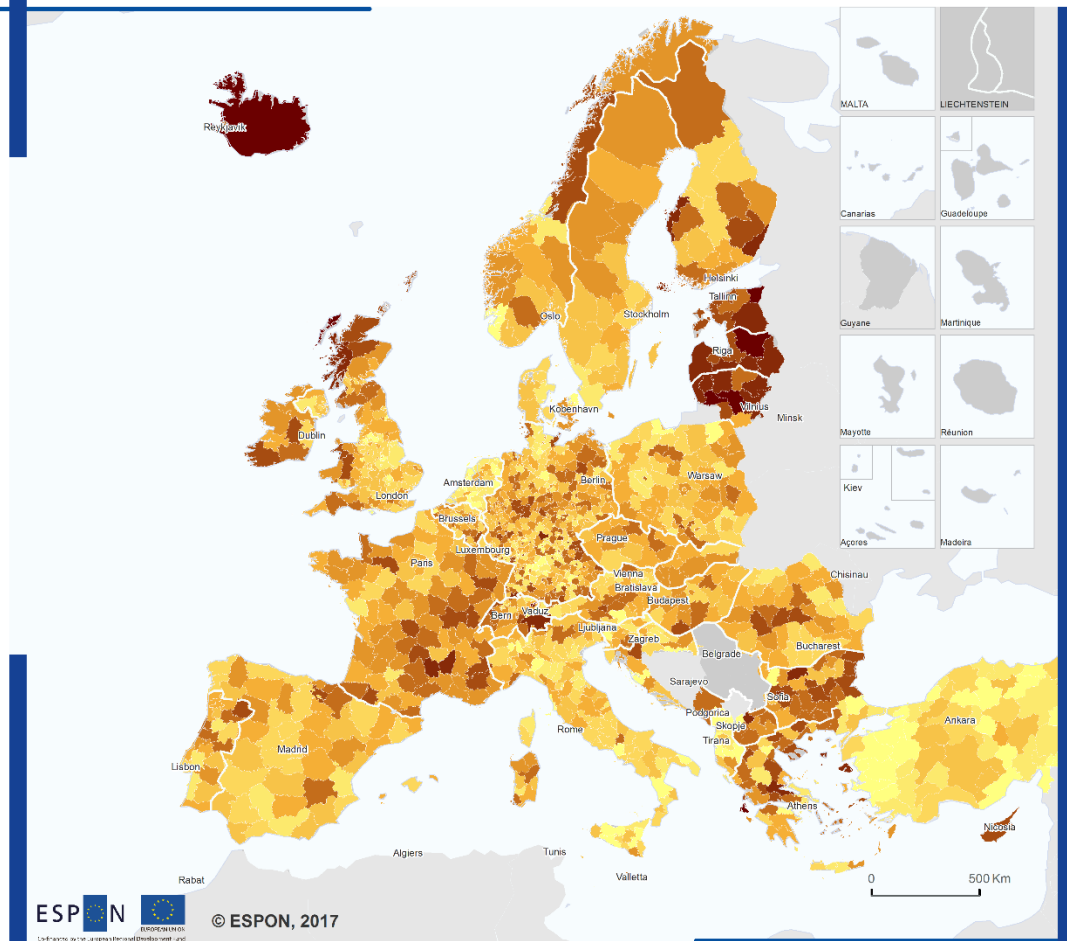 MALTA
LIECHTENSTEIN
Reykjavik
Canarias
Guadeloupe
Helsinki
Tallinn
Oslo
Stockholm
Guyane
Martinique
Riga
Kobenhavn
Vilnius
Minsk
Dublin
Mayotte
Réunion
Amsterdam
Berlin
Warsaw
London
Kiev
Brussels
Prague
Luxembourg
Paris
Açores
Madeira
Vienna
Chisinau
Bratislava
Budapest
Bern
Vaduz
Ljubljana
Zagreb
Bucharest
Belgrade
Sarajevo
Sofia
Podgorica
Skopje
Ankara
Rome
Tirana
Madrid
Lisbon
Athens
Nicosia
Algiers
Tunis
Rabat
Valletta
0 500 Km
ESPON
EUROPEAN UNION
© ESPON, 2017